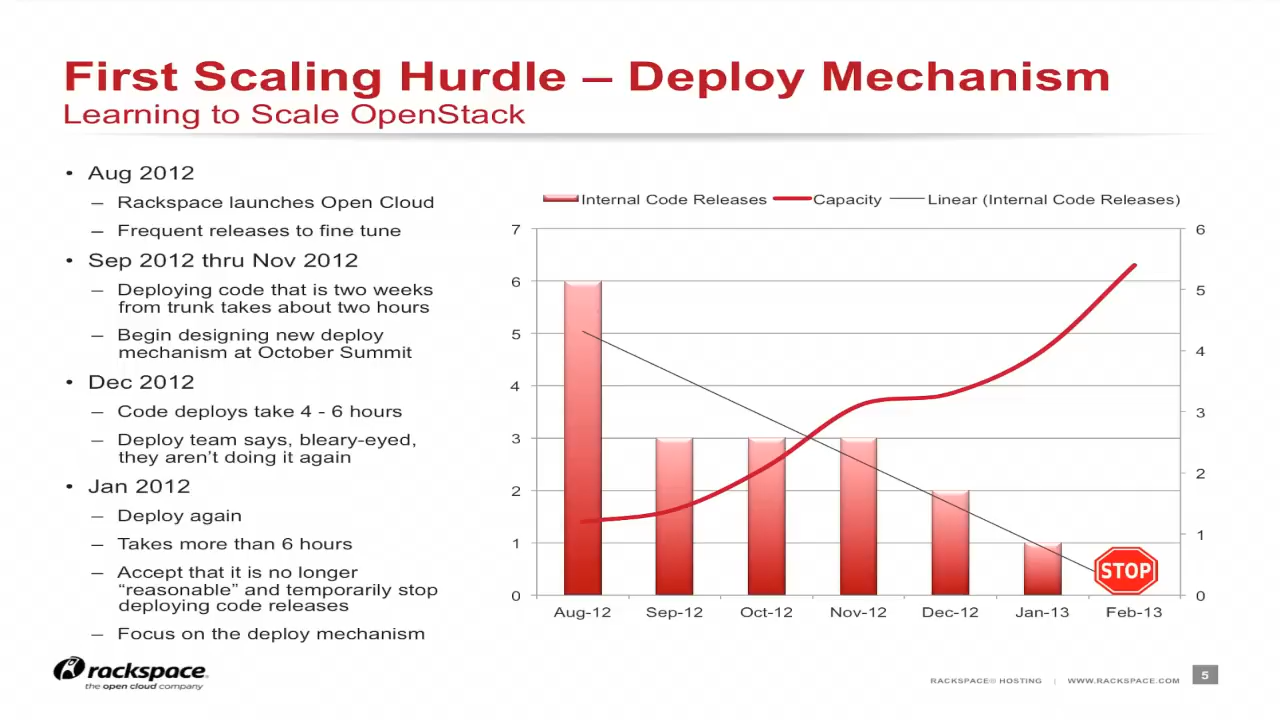 First Scaling Hurdle – Deploy Mechanism
Learning to Scale OpenStack
• Aug 2012
– Rackspace launches Open Cloud
– Frequent releases to fine tune
• Sep 2012 thru Nov 2012
– Deploying code that is two weeks
from trunk takes about two hours
– Begin designing new deploy
mechanism at October Summit
• Dec 2012
– Code deploys take 4 - 6 hours
– Deploy team says, bleary-eyed,
they aren't doing it again
• Jan 2012
– Deploy again
– Takes more than 6 hours
– Accept that it is no longer
“reasonable” and temporarily stop
deploying code releases
– Focus on the deploy mechanism
Internal Code Releases Capacity Linear (Internal Code Releases)
7
6
5
4
3
2
1
0
6
5
4
3
2
1
0
STOP
Aug-12 Sep-12 Oct-12 Nov-12 Dec-12 Jan-13 Feb-13
rackspace®
the open cloud company
RACKSPACE® HOSTING | WWW.RACKSPACE.COM
5